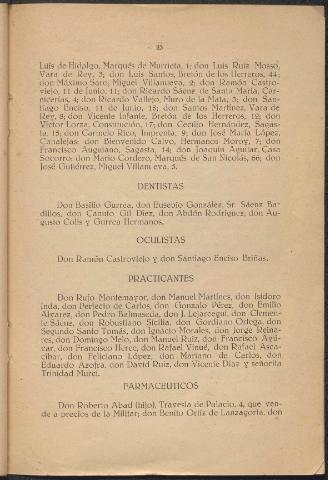 — 25 —
Luis de Hidalgo, Marqués de Murrieta, 1; don Luis Ruiz Mosso,
Vara de Rey, 3; don Luis Santos, Bretón de los Herreros, 44;
don Máximo Soro, Miguel Villanueva, 2; don Ramón Castro-
viejo, 11 de Junio, 11; don Ricardo Sáenz de Santa María, Car-
nicerías, 4; don Ricardo Vallejo, Muro de la Mata, 3; don San-
tiago Enciso, 11 de Junio, 18; don Santos Martínez, Vara de
Rey, 8; don Vicente Infante, Bretón de los Herreros, 12; don
Víctor Lorza, Constitución, 17; don Cecilio Hernández, Sagas-
ta, 15; don Carmelo Rico, Imprenta, 9; don José María López,
Canalejas; don Bienvenido Calvo, Hermanos Moroy, 7; don
Francisco Anguiano, Sagasta, 14; don Joaquín Aguilar, Casa
Socorro; don Mario Cordero, Marqués de San Nicolás, 66; don
José Gutiérrez, Miguel Villanueva, 5.
DENTISTAS
Don Basilio Gurrea, don Eusebio González, Sr. Sáenz Ba-
dillos, don Canuto Gil Díez, don Abdón Rodríguez, don Au-
gusto Colis y Gurrea Hermanos.
OCULISTAS
Don Ramón Castroviejo y don Santiago Enciso Briñas.
PRACTICANTES
Don Rujo Montemayor, don Manuel Martínez, don Isidoro
Inda, don Perfecto de Carlos, don Gonzalo Pérez, don Emilio
Alvarez, don Pedro Balmaseda, don J. Lejarcegui, don Clemen-
te Sáenz, don Robustiano Sicilia, don Gordiano Ortega, don
Segundo Santo Tomás, don Ignacio Morales, don Jorge Reina-
res, don Domingo Melo, don Manuel Ruiz, don Francisco Ayú-
car, don Francisco Herce, don Rafael Vinué, don Rafael Asca-
cíbar, don Feliciano López, don Mariano de Carlos, don
Eduardo Azofra, don David Ruiz, don Vicente Díaz y señorita
Trinidad Murci.
FARMACEUTICOS
Don Roberto Abad (hijo), Travesía de Palacio, 4, que ven-
de a precios de la Militar; don Benito Ortiz de Lanzagorta, don